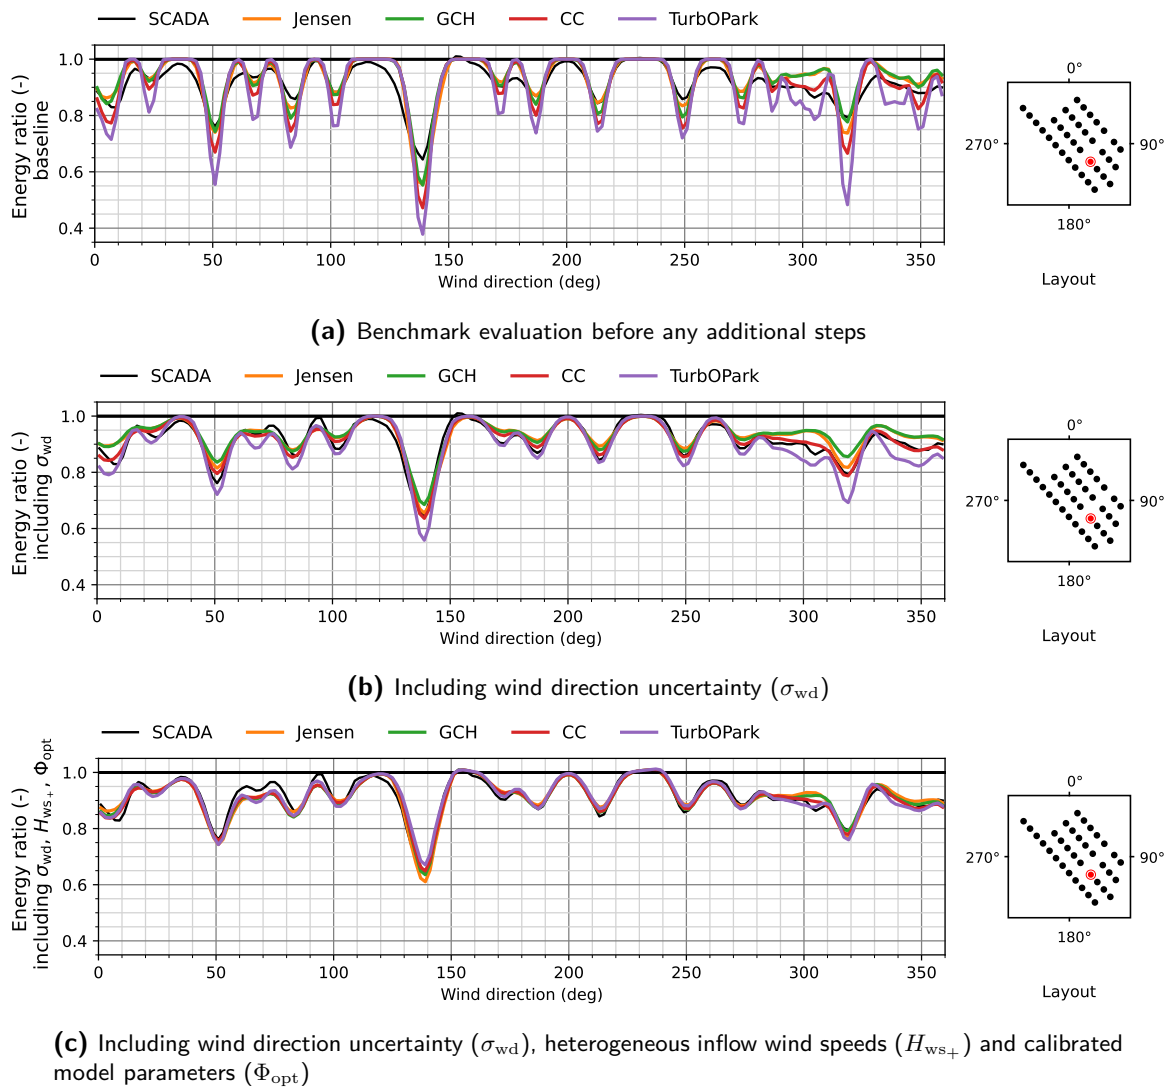 SCADA Jensen GCH CC TurbOPark
Energy ratio (-)
baseline
1.0
0.8
0.6
0.4
0 50 100 150 200 250 300 350
Wind direction (deg)
0°
270° 90°
180°
Layout
(a) Benchmark evaluation before any additional steps
SCADA Jensen GCH CC TurbOPark
Energy ratio (-)
including σwd
1.0
0.8
0.6
0.4
0 50 100 150 200 250 300 350
Wind direction (deg)
0°
270° 90°
180°
Layout
(b) Including wind direction uncertainty (σwd)
SCADA Jensen GCH CC TurbOPark
Energy ratio (-)
including σwd, Hws+, Φopt
1.0
0.8
0.6
0.4
0 50 100 150 200 250 300 350
Wind direction (deg)
0°
270° 90°
180°
Layout
(c) Including wind direction uncertainty (σwd), heterogeneous inflow wind speeds (Hws+) and calibrated
model parameters (Φopt)